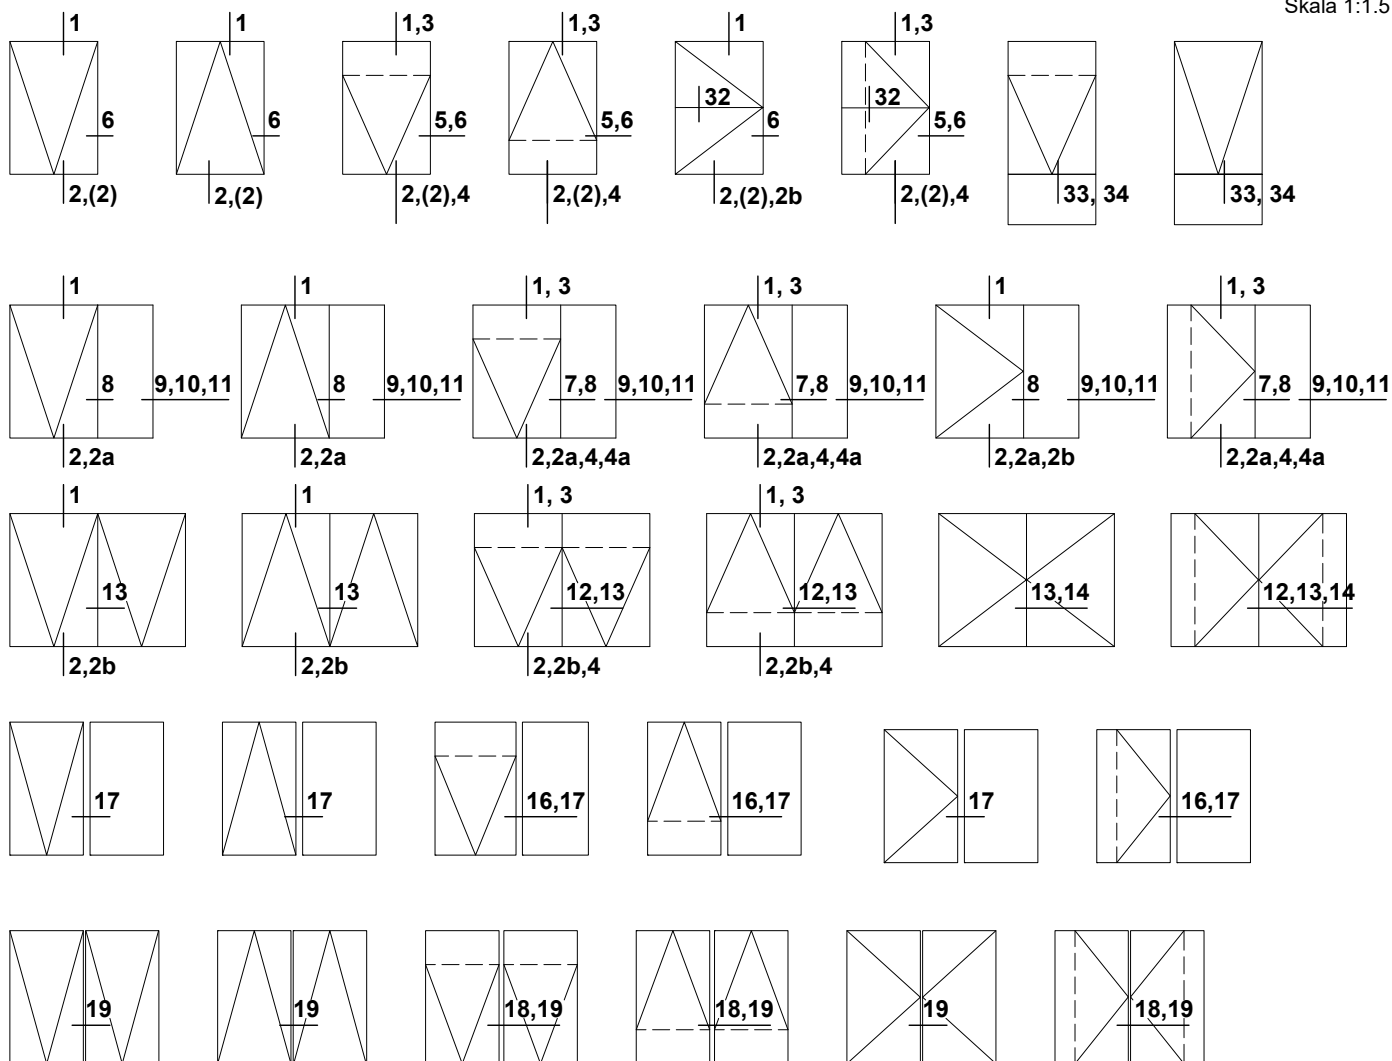 Skala 1:1.5
1 1 1,3 1,3 1 1,3
32 32
6 6 5,6 5,6 6 5,6
2,(2) 2,(2) 2,(2),4 2,(2),4 2,(2),2b 2,(2),4 33, 34 33, 34
1 1 1, 3 1, 3 1 1, 3
8 9,10,11 8 9,10,11 7,8 9,10,11 7,8 9,10,11 8 9,10,11 7,8 9,10,11
2,2a 2,2a 2,2a,4,4a 2,2a,4,4a 2,2a,2b 2,2a,4,4a
1 1 1, 3 1, 3
13 13 12,13 12,13 13,14 12,13,14
2,2b 2,2b 2,2b,4 2,2b,4
17 17 16,17 16,17 17 16,17
19 19 18,19 18,19 19 18,19